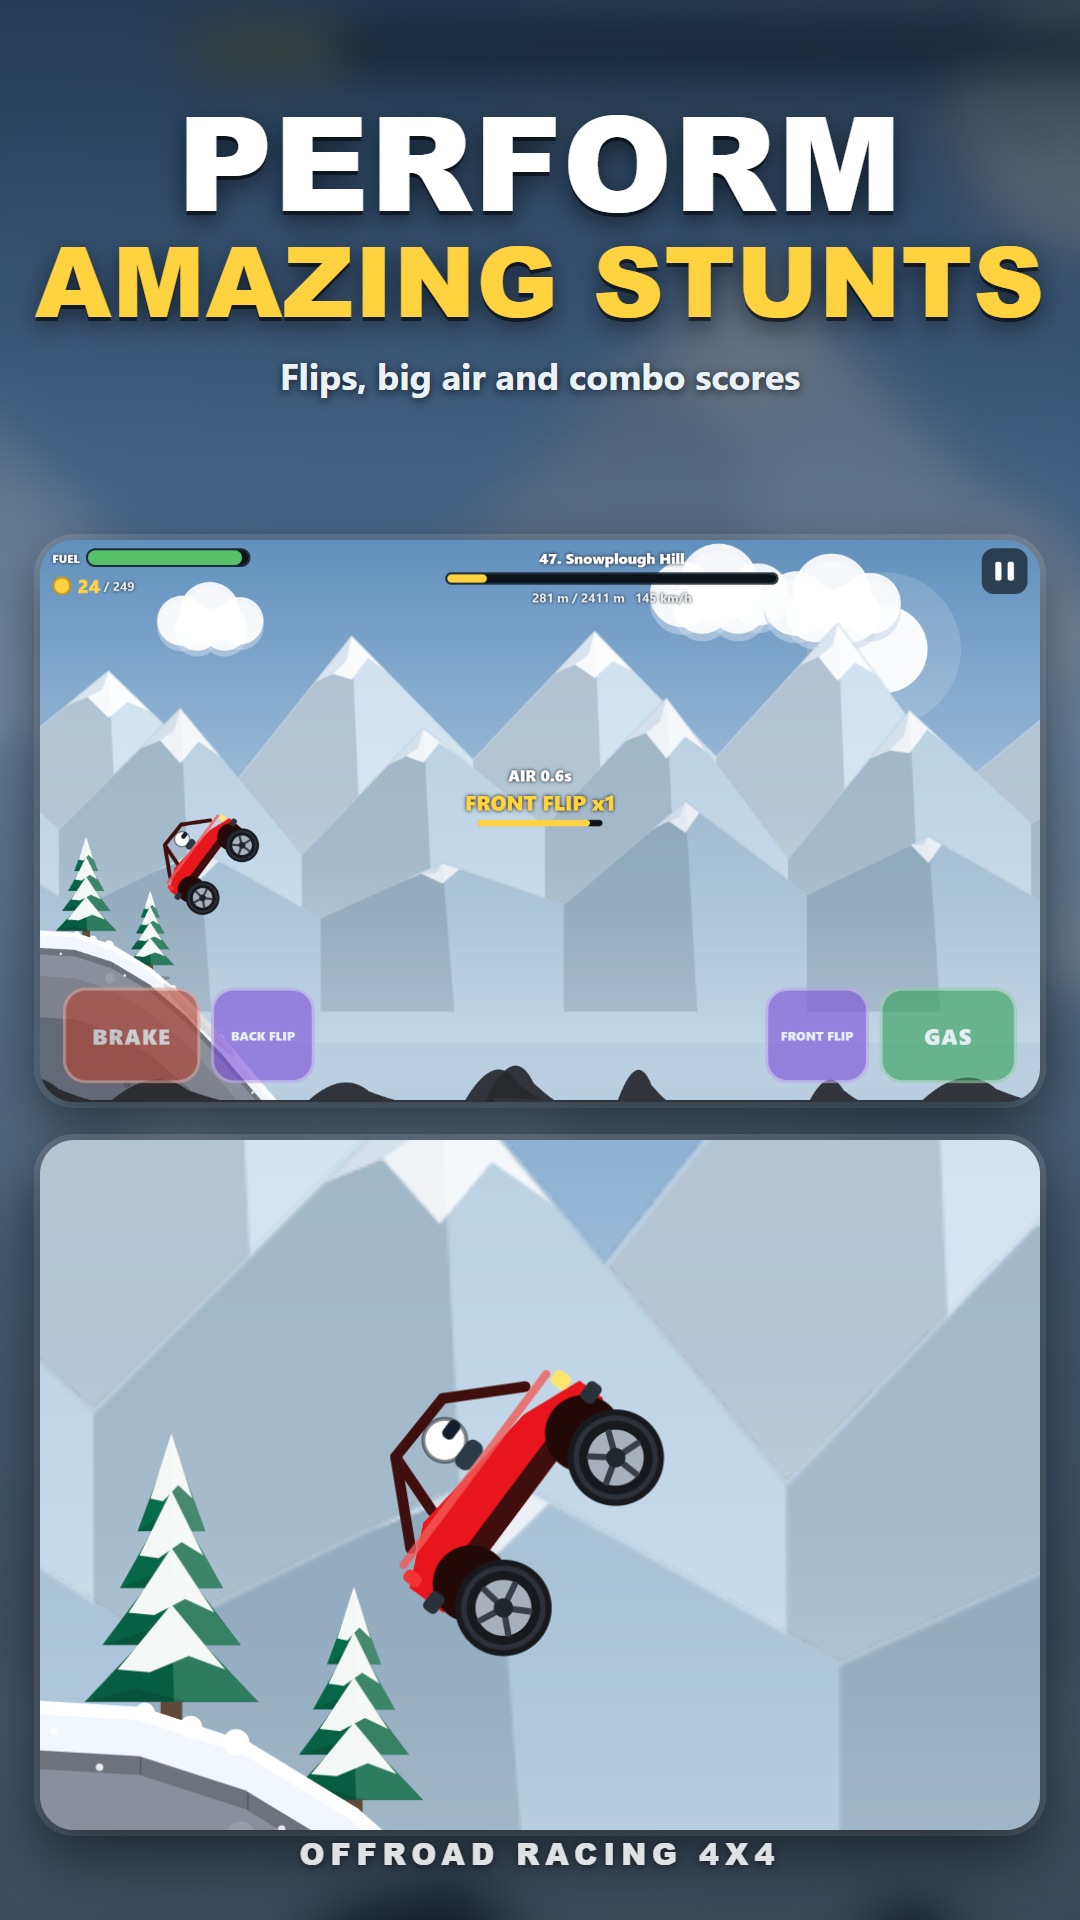 PERFORM
AMAZING STUNTS
Flips, big air and combo scores
FUEL
47. Snowplough Hill
24 / 249
281 m / 2411 m 145 km/h
AIR 0.6s
FRONT FLIP x1
BRAKE
BACK FLIP
FRONT FLIP
GAS
OFFROAD RACING 4X4